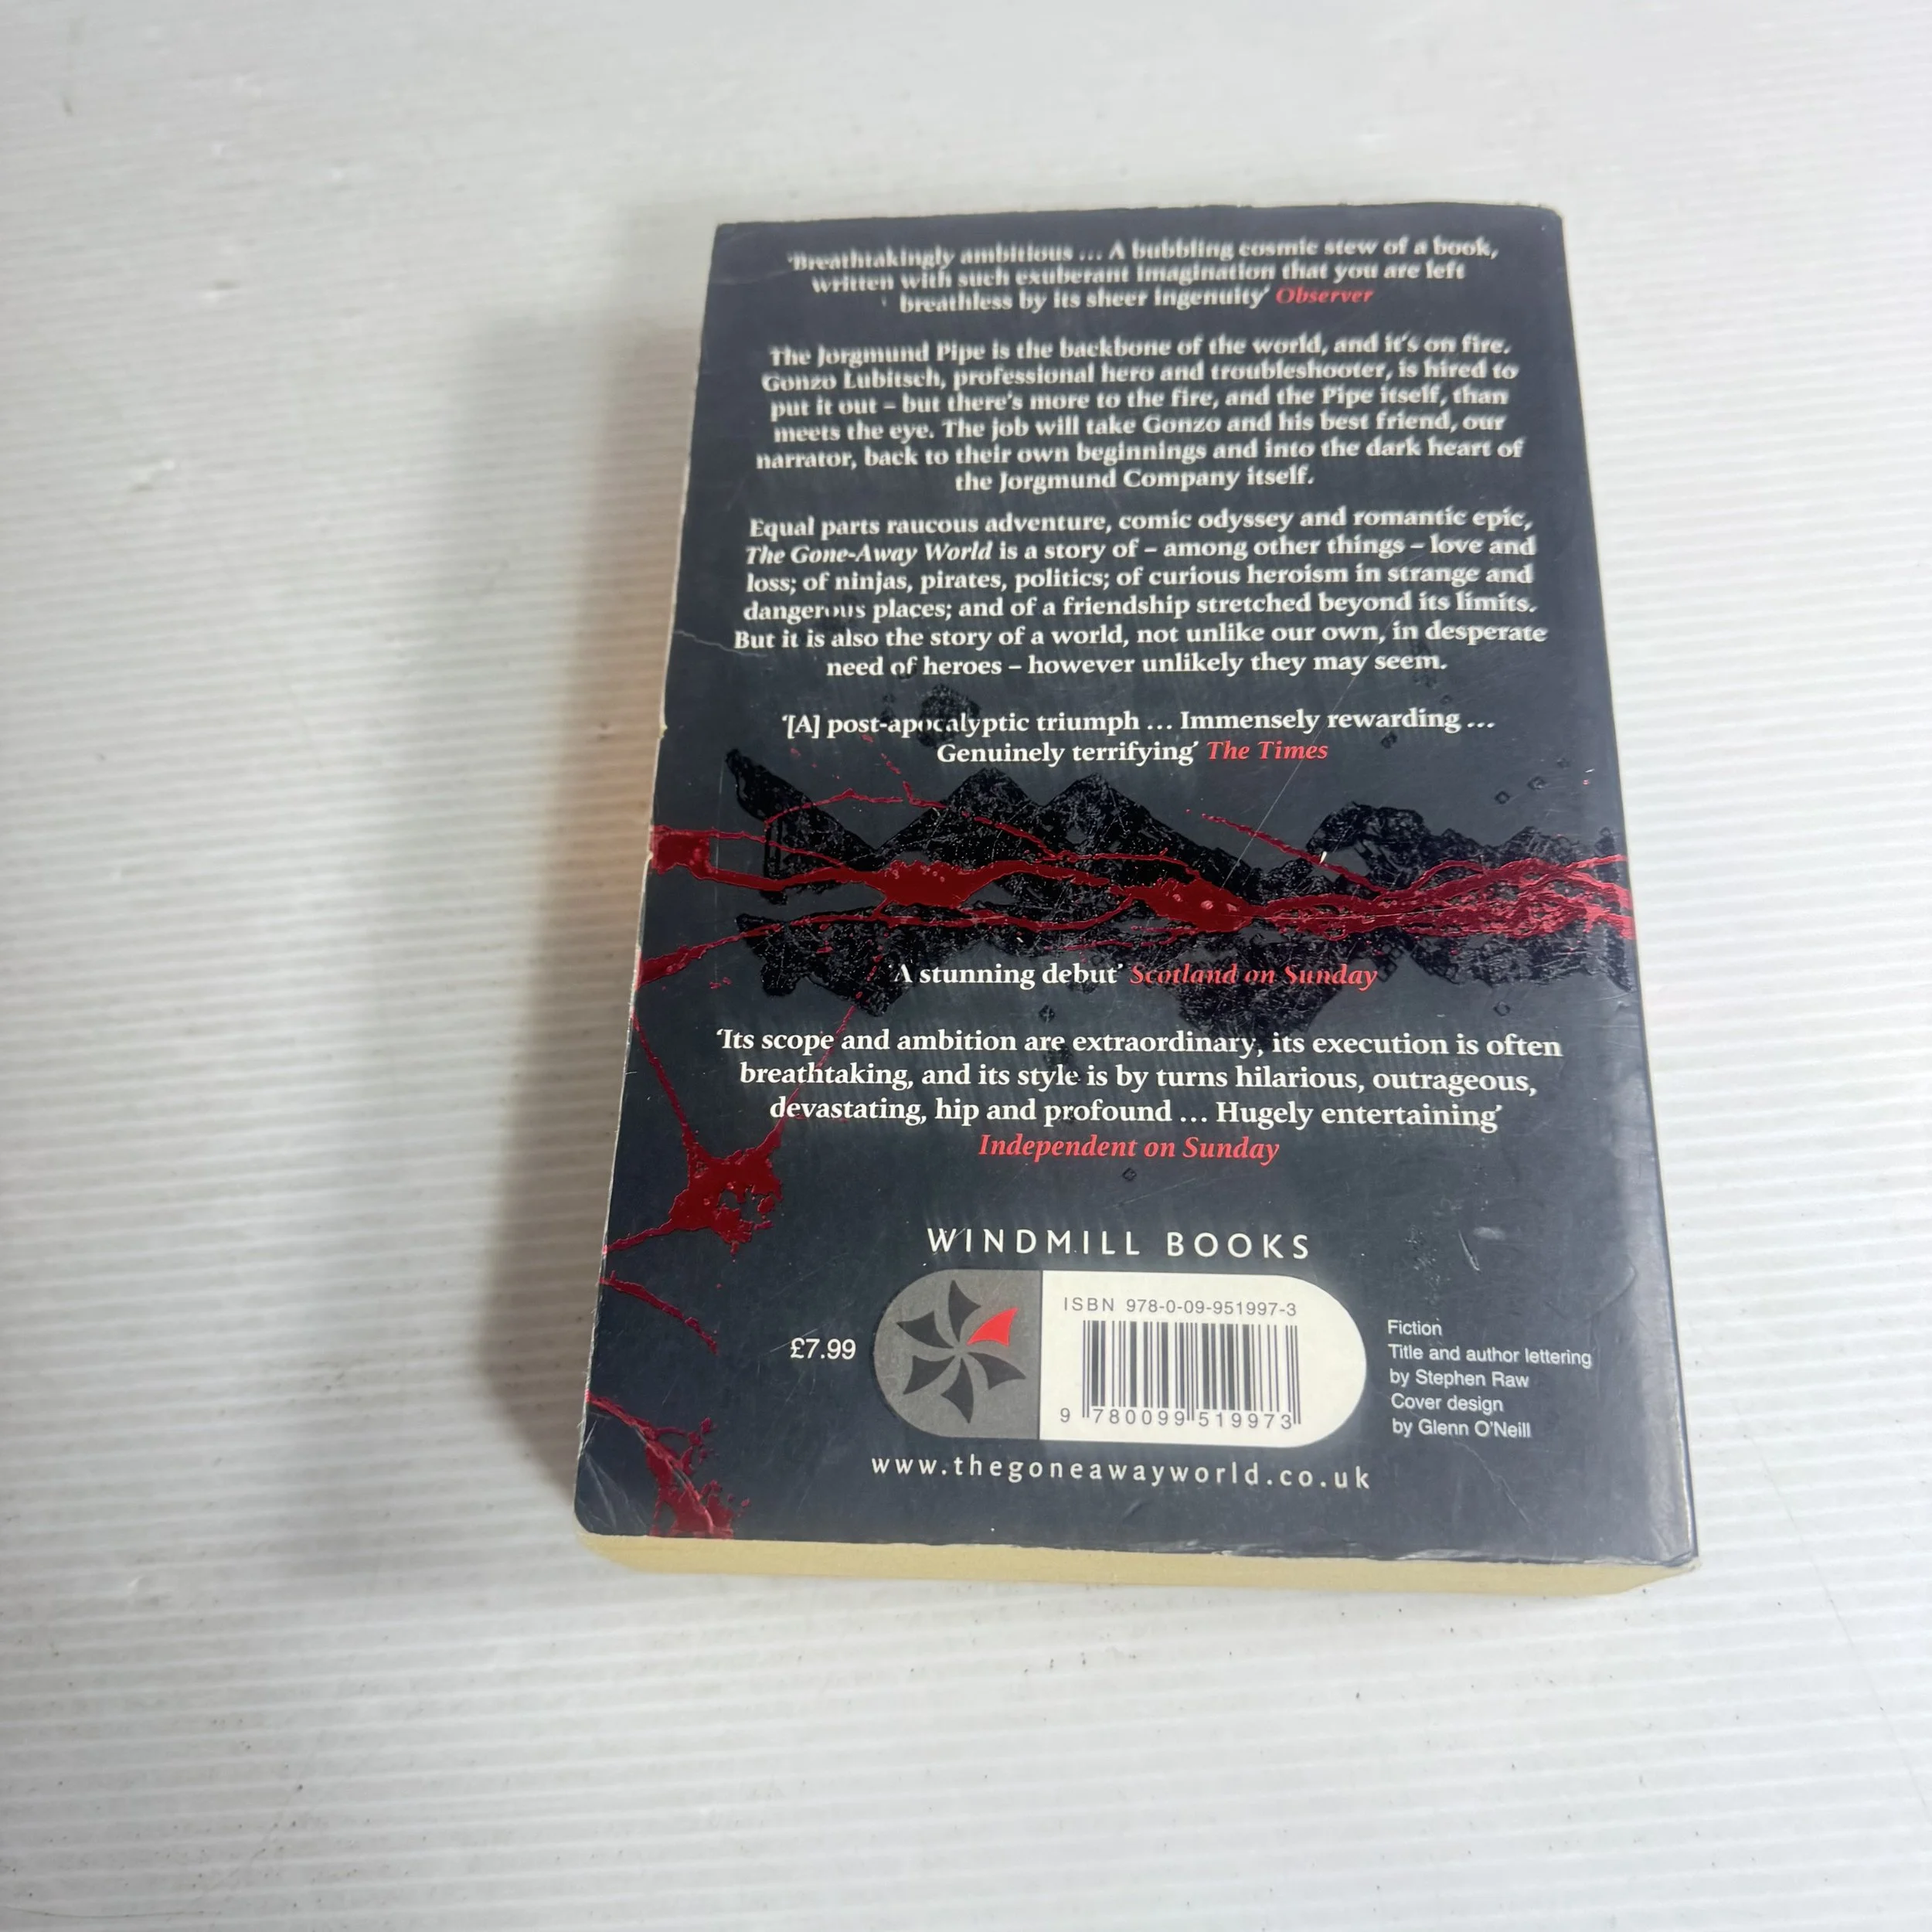 'Breathtakingly ambitious ... A bubbling cosmic stew of a book,
written with such exuberant imagination that you are left
breathless by its sheer ingenuity' Observer
The Jorgmund Pipe is the backbone of the world, and it's on fire.
Gonzo Lubitsch, professional hero and troubleshooter, is hired to
put it out – but there's more to the fire, and the Pipe itself, than
meets the eye. The job will take Gonzo and his best friend, our
narrator, back to their own beginnings and into the dark heart of
the Jorgmund Company itself.
Equal parts raucous adventure, comic odyssey and romantic epic,
The Gone-Away World is a story of – among other things – love and
loss; of ninjas, pirates, politics; of curious heroism in strange and
dangerous places; and of a friendship stretched beyond its limits.
But it is also the story of a world, not unlike our own, in desperate
need of heroes – however unlikely they may seem.
'[A] post-apocalyptic triumph ... Immensely rewarding ...
Genuinely terrifying' The Times
'A stunning debut' Scotland on Sunday
'Its scope and ambition are extraordinary, its execution is often
breathtaking, and its style is by turns hilarious, outrageous,
devastating, hip and profound ... Hugely entertaining'
Independent on Sunday
WINDMILL BOOKS
£7.99
ISBN 978-0-09-951997-3
9 780099 519973
Fiction
Title and author lettering
by Stephen Raw
Cover design
by Glenn O'Neill
www.thegoneawayworld.co.uk